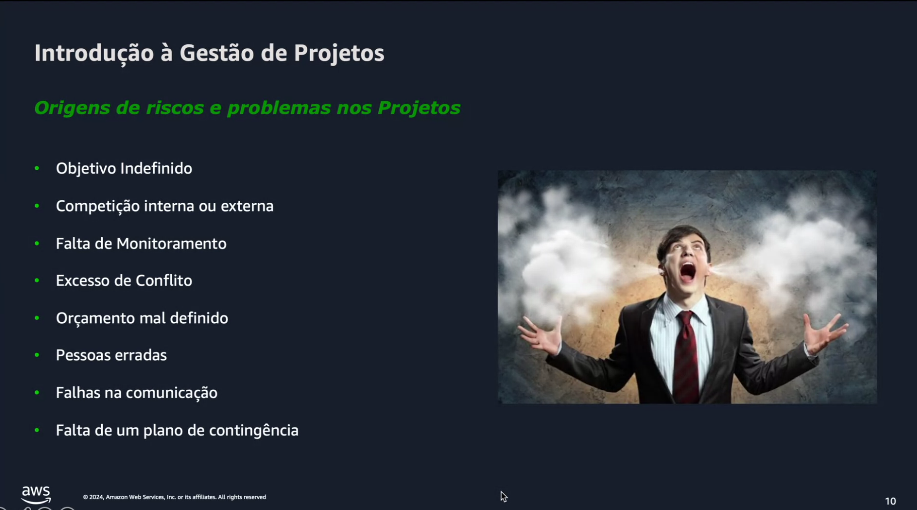 Introdução à Gestão de Projetos
Origens de riscos e problemas nos Projetos
• Objetivo Indefinido
• Competição interna ou externa
• Falta de Monitoramento
• Excesso de Conflito
• Orçamento mal definido
• Pessoas erradas
• Falhas na comunicação
• Falta de um plano de contingência
aws
© 2024, Amazon Web Services, Inc. or its affiliates. All rights reserved
10